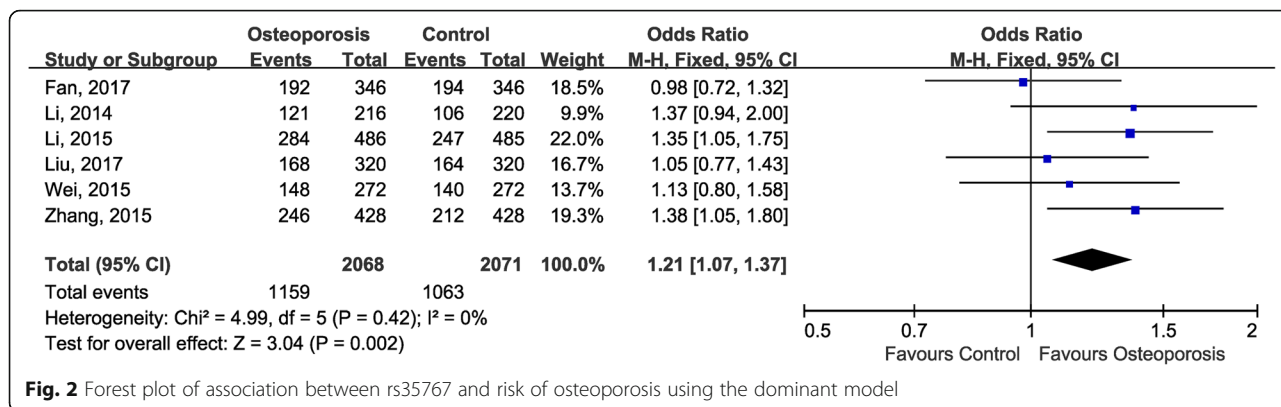 Osteoporosis Control Odds Ratio Odds Ratio
Study or Subgroup Events Total Events Total Weight M-H, Fixed, 95% CI M-H, Fixed, 95% CI
Fan, 2017 192 346 194 346 18.5% 0.98 [0.72, 1.32]
Li, 2014 121 216 106 220 9.9% 1.37 [0.94, 2.00]
Li, 2015 284 486 247 485 22.0% 1.35 [1.05, 1.75]
Liu, 2017 168 320 164 320 16.7% 1.05 [0.77, 1.43]
Wei, 2015 148 272 140 272 13.7% 1.13 [0.80, 1.58]
Zhang, 2015 246 428 212 428 19.3% 1.38 [1.05, 1.80]
Total (95% CI) 2068 2071 100.0% 1.21 [1.07, 1.37]
Total events 1159 1063
Heterogeneity: Chi² = 4.99, df = 5 (P = 0.42); I² = 0%
Test for overall effect: Z = 3.04 (P = 0.002)
0.5 0.7 1 1.5 2
Favours Control Favours Osteoporosis
Fig. 2 Forest plot of association between rs35767 and risk of osteoporosis using the dominant model